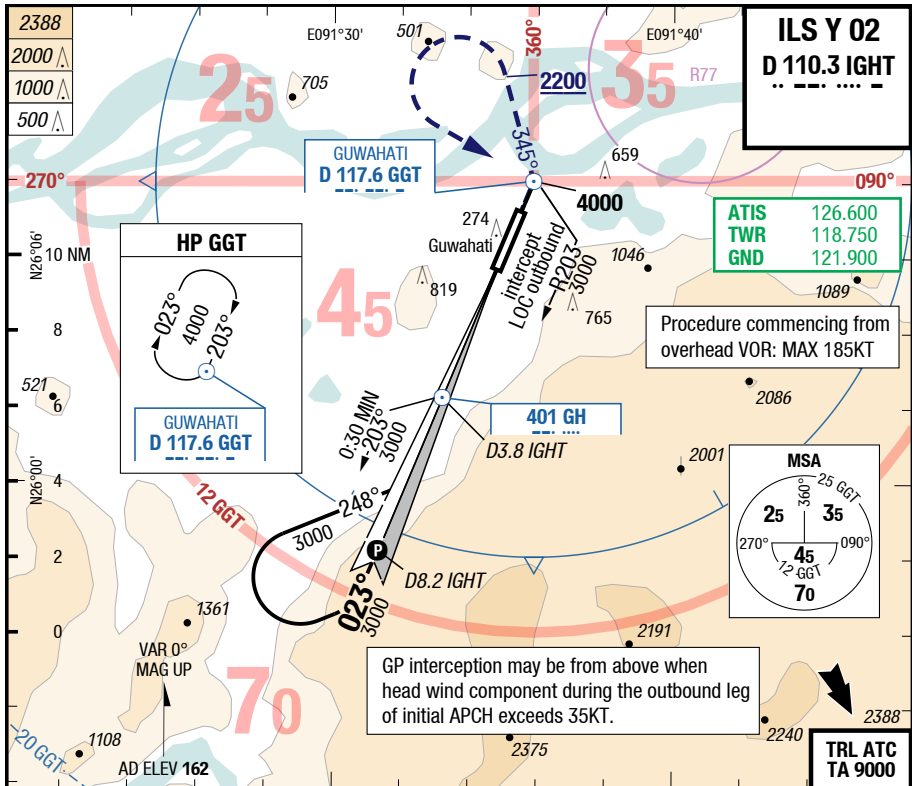 2388
2000
1000
500
E091°30'
501
360°
E091°40'
ILS Y 02
D 110.3 IGHT
25
705
2200
35
R77
345°
GUWAHATI
D 117.6 GGT
659
270°
4000
090°
ATIS 126.600
TWR 118.750
GND 121.900
HP GGT
023°
4000
203°
GUWAHATI
D 117.6 GGT
N26°06'
10 NM
8
6
4
2
0
N26°00'
274
Guwahati
819
45
intercept
LOC outbound
R203
3000
765
1046
1089
Procedure commencing from
overhead VOR: MAX 185KT
521
2086
0:30 MIN
203°
3000
401 GH
D3.8 IGHT
2001
MSA
25 GGT
360°
25
35
270°
090°
45
12 GGT
70
12 GGT
248°
3000
P
D8.2 IGHT
023°
3000
1361
VAR 0°
MAG UP
70
2191
GP interception may be from above when
head wind component during the outbound leg
of initial APCH exceeds 35KT.
20 GGT
1108
AD ELEV 162
2375
2240
2388
TRL ATC
TA 9000